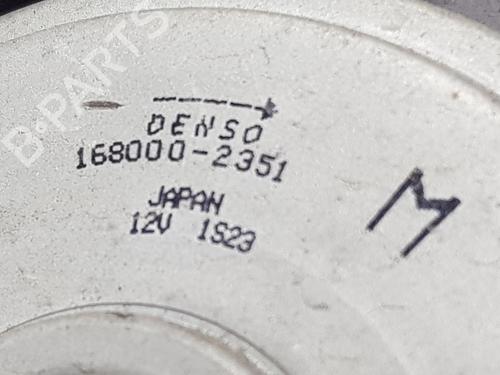 B-PARTS
DENSO
168000-2351
JAPAN
12V 1S23
M